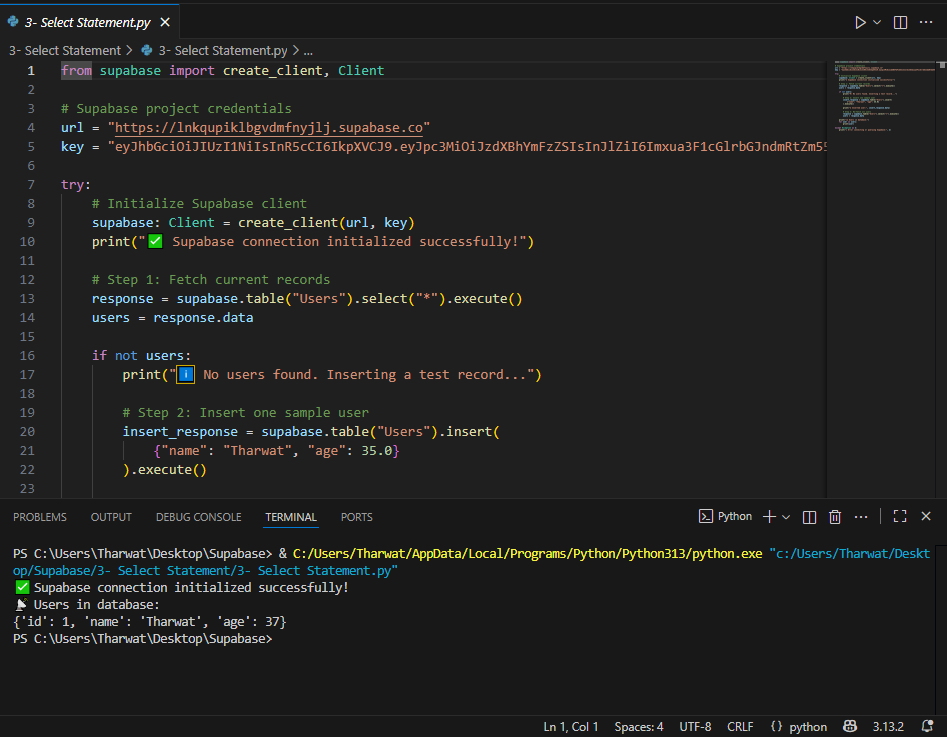 3- Select Statement.py
3- Select Statement > 3- Select Statement.py > ...
1 from supabase import create_client, Client
2
3 # Supabase project credentials
4 url = "https://lnkqupiklbgvdmfnyjlj.supabase.co"
5 key = "eyJhbGciOiJIUzI1NiIsInR5cCI6IkpXVCJ9.eyJpc3MiOiJzdXBhYmFzZSIsInJlZiI6Imxua3F1cGlrbGJndmRtZm55
6
7 try:
8 # Initialize Supabase client
9 supabase: Client = create_client(url, key)
10 print("✅ Supabase connection initialized successfully!")
11
12 # Step 1: Fetch current records
13 response = supabase.table("Users").select("*").execute()
14 users = response.data
15
16 if not users:
17 print("ℹ️ No users found. Inserting a test record...")
18
19 # Step 2: Insert one sample user
20 insert_response = supabase.table("Users").insert(
21 {"name": "Tharwat", "age": 35.0}
22 ).execute()
23
PROBLEMS OUTPUT DEBUG CONSOLE TERMINAL PORTS Python
PS C:\Users\Tharwat\Desktop\Supabase> & C:/Users/Tharwat/AppData/Local/Programs/Python/Python313/python.exe "c:/Users/Tharwat/Deskt
op/Supabase/3- Select Statement/3- Select Statement.py"
✅ Supabase connection initialized successfully!
📡 Users in database:
{'id': 1, 'name': 'Tharwat', 'age': 37}
PS C:\Users\Tharwat\Desktop\Supabase>
Ln 1, Col 1 Spaces: 4 UTF-8 CRLF {} python 3.13.2